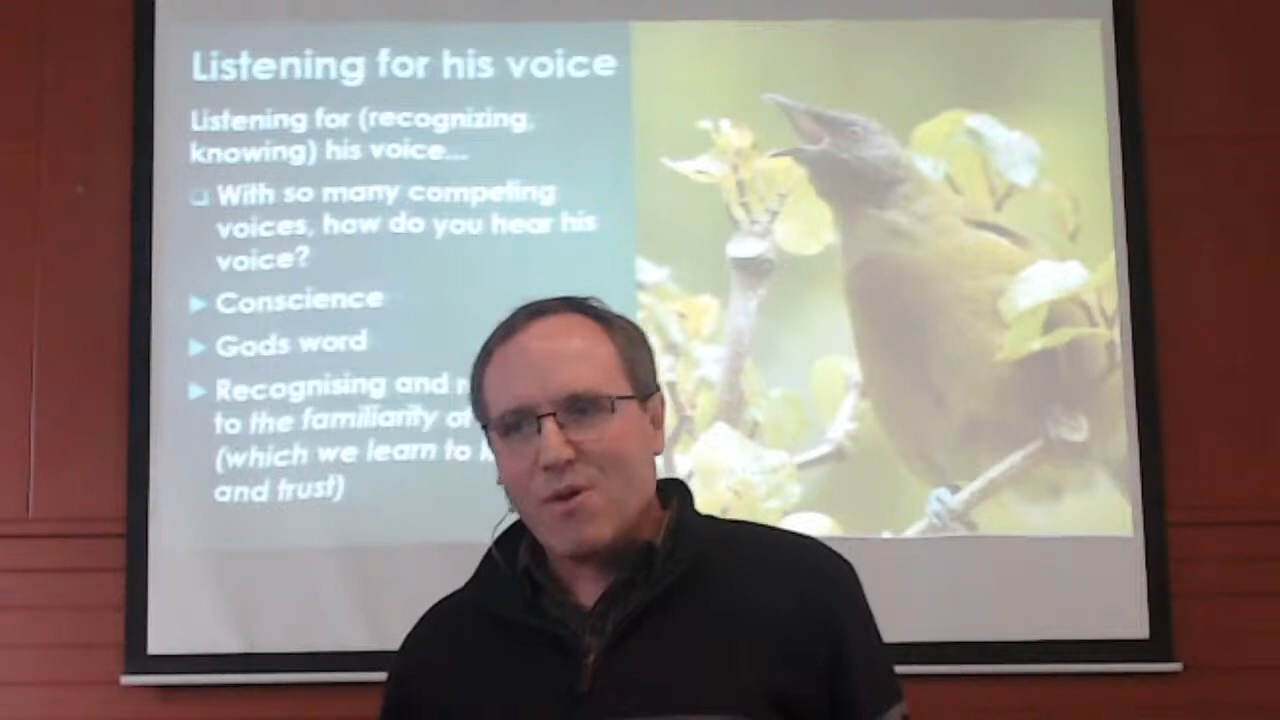 Listening for his voice
Listening for (recognizing,
knowing) his voice...
With so many competing
voices, how do you hear his
voice?
Conscience
Gods word
Recognising and
to the familiarity of
(which we learn to
and trust)